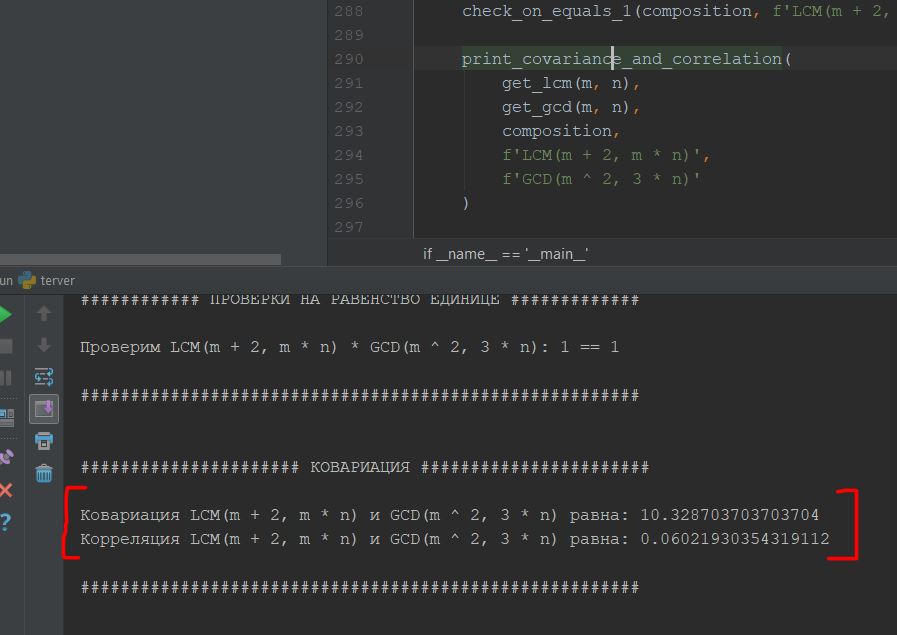 288 check_on_equals_1(composition, f'LCM(m + 2,
289
290 print_covariance_and_correlation(
291 get_lcm(m, n),
292 get_gcd(m, n),
293 composition,
294 f'LCM(m + 2, m * n)',
295 f'GCD(m ^ 2, 3 * n)'
296 )
297
if __name__ == '__main__'
un terver
############ ПРОВЕРКИ НА РАВЕНСТВО ЕДИНИЦЕ #############
Проверим LCM(m + 2, m * n) * GCD(m ^ 2, 3 * n): 1 == 1
########################################################
###################### КОВАРИАЦИЯ #######################
Ковариация LCM(m + 2, m * n) и GCD(m ^ 2, 3 * n) равна: 10.328703703703704
Корреляция LCM(m + 2, m * n) и GCD(m ^ 2, 3 * n) равна: 0.06021930354319112
########################################################